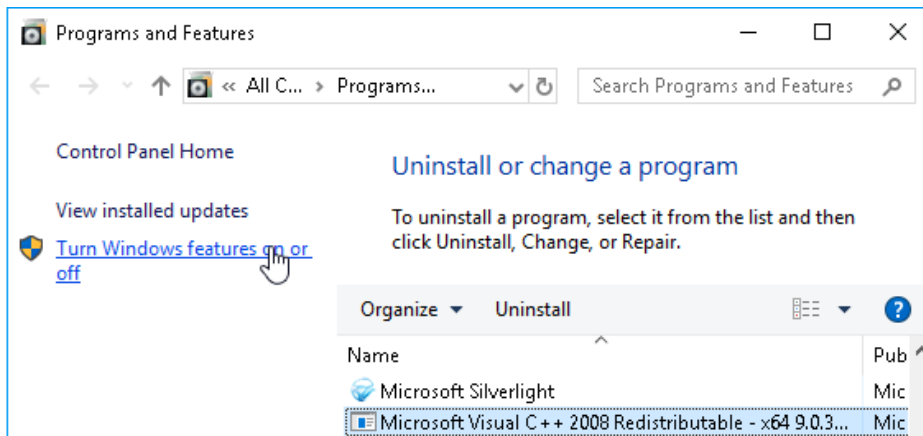 Programs and Features
« All C... > Programs...
Search Programs and Features
Control Panel Home
View installed updates
Turn Windows features on or
off
Uninstall or change a program
To uninstall a program, select it from the list and then
click Uninstall, Change, or Repair.
Organize Uninstall
?
Name Pub
Microsoft Silverlight Mic
Microsoft Visual C++ 2008 Redistributable - x64 9.0.3... Mic